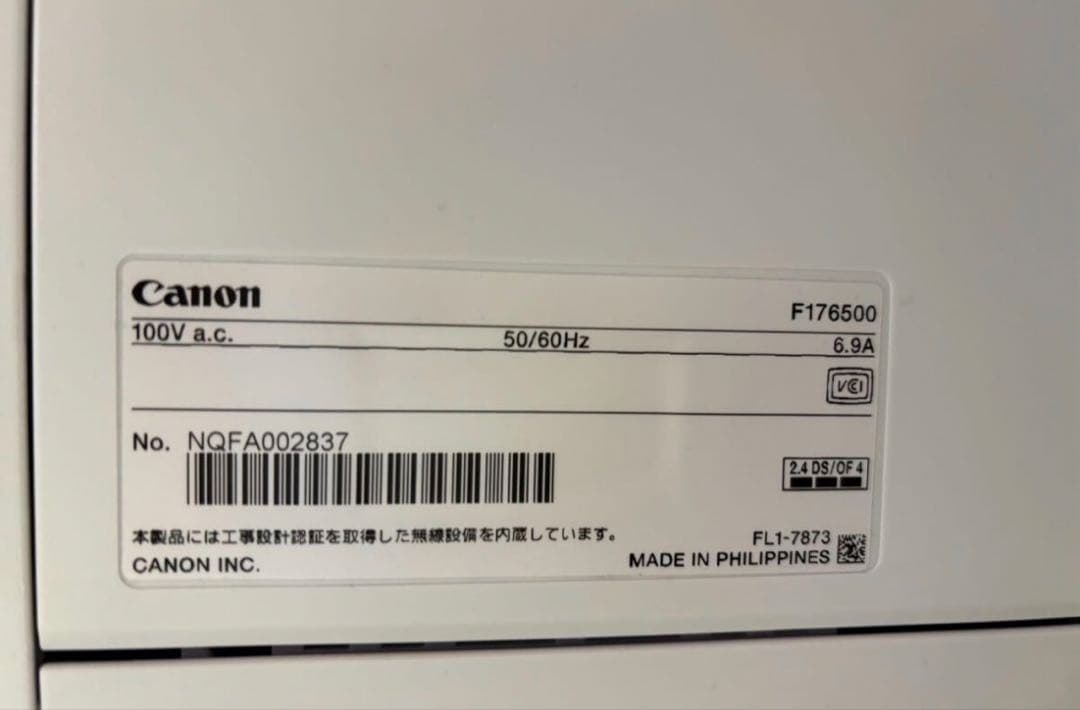 Canon
F176500
100V a.c. 50/60Hz 6.9A
VCI
No. NQFA002837
2.4 DS/OF 4
本製品には工事設計認証を取得した無線設備を内蔵しています。
FL1-7873
CANON INC. MADE IN PHILIPPINES